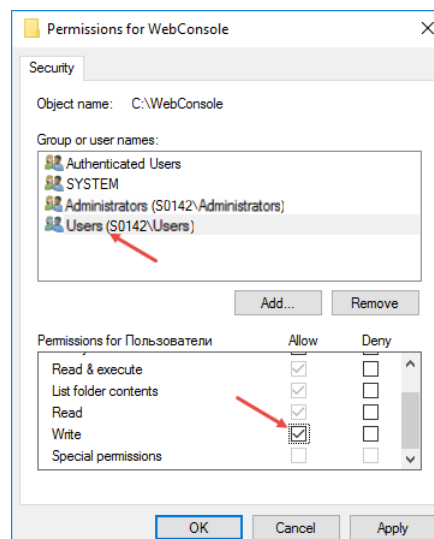 Permissions for WebConsole
Security
Object name: C:\WebConsole
Group or user names:
Authenticated Users
SYSTEM
Administrators (S0142\Administrators)
Users (S0142\Users)
Add... Remove
Permissions for Пользователи Allow Deny
Read & execute
List folder contents
Read
Write
Special permissions
OK Cancel Apply